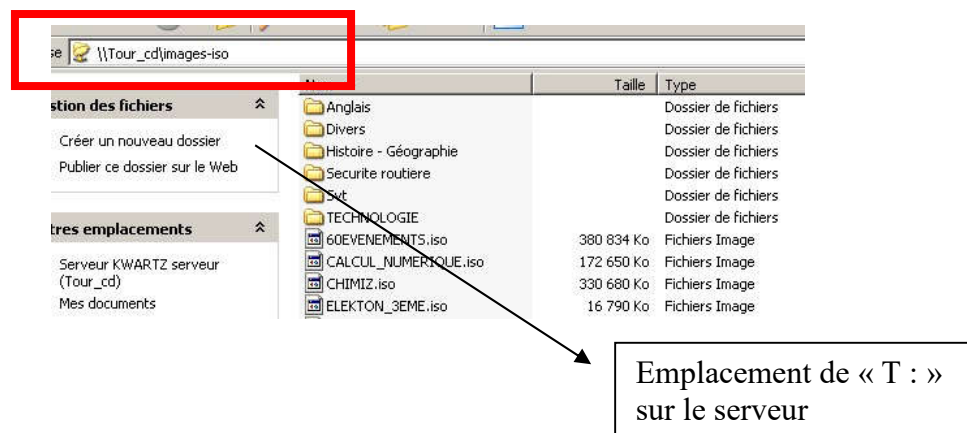 se \\Tour_cd\images-iso
Taille Type
stion des fichiers
Créer un nouveau dossier
Publier ce dossier sur le Web
tres emplacements
Serveur KWARTZ serveur
(Tour_cd)
Mes documents
Anglais Dossier de fichiers
Divers Dossier de fichiers
Histoire - Géographie Dossier de fichiers
Securite routiere Dossier de fichiers
Svt Dossier de fichiers
TECHNOLOGIE Dossier de fichiers
60EVENEMENTS.iso 380 834 Ko Fichiers Image
CALCUL_NUMERIQUE.iso 172 650 Ko Fichiers Image
CHIMIZ.iso 330 680 Ko Fichiers Image
ELEKTON_3EME.iso 16 790 Ko Fichiers Image
Emplacement de « T : »
sur le serveur